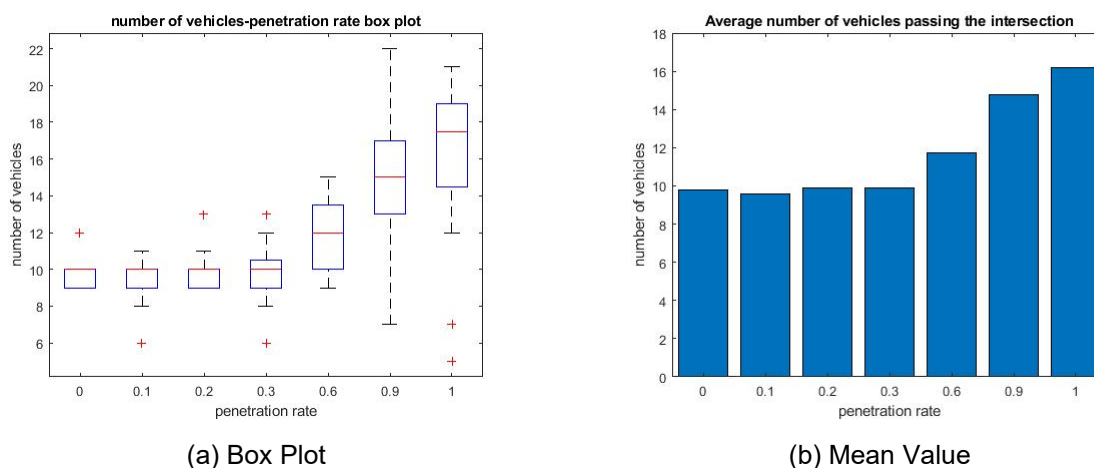 number of vehicles-penetration rate box plot
22
20
18
16
14
12
10
8
6
number of vehicles
0 0.1 0.2 0.3 0.6 0.9 1
penetration rate
(a) Box Plot
Average number of vehicles passing the intersection
18
16
14
12
10
8
6
4
2
0
number of vehicles
0 0.1 0.2 0.3 0.6 0.9 1
penetration rate
(b) Mean Value